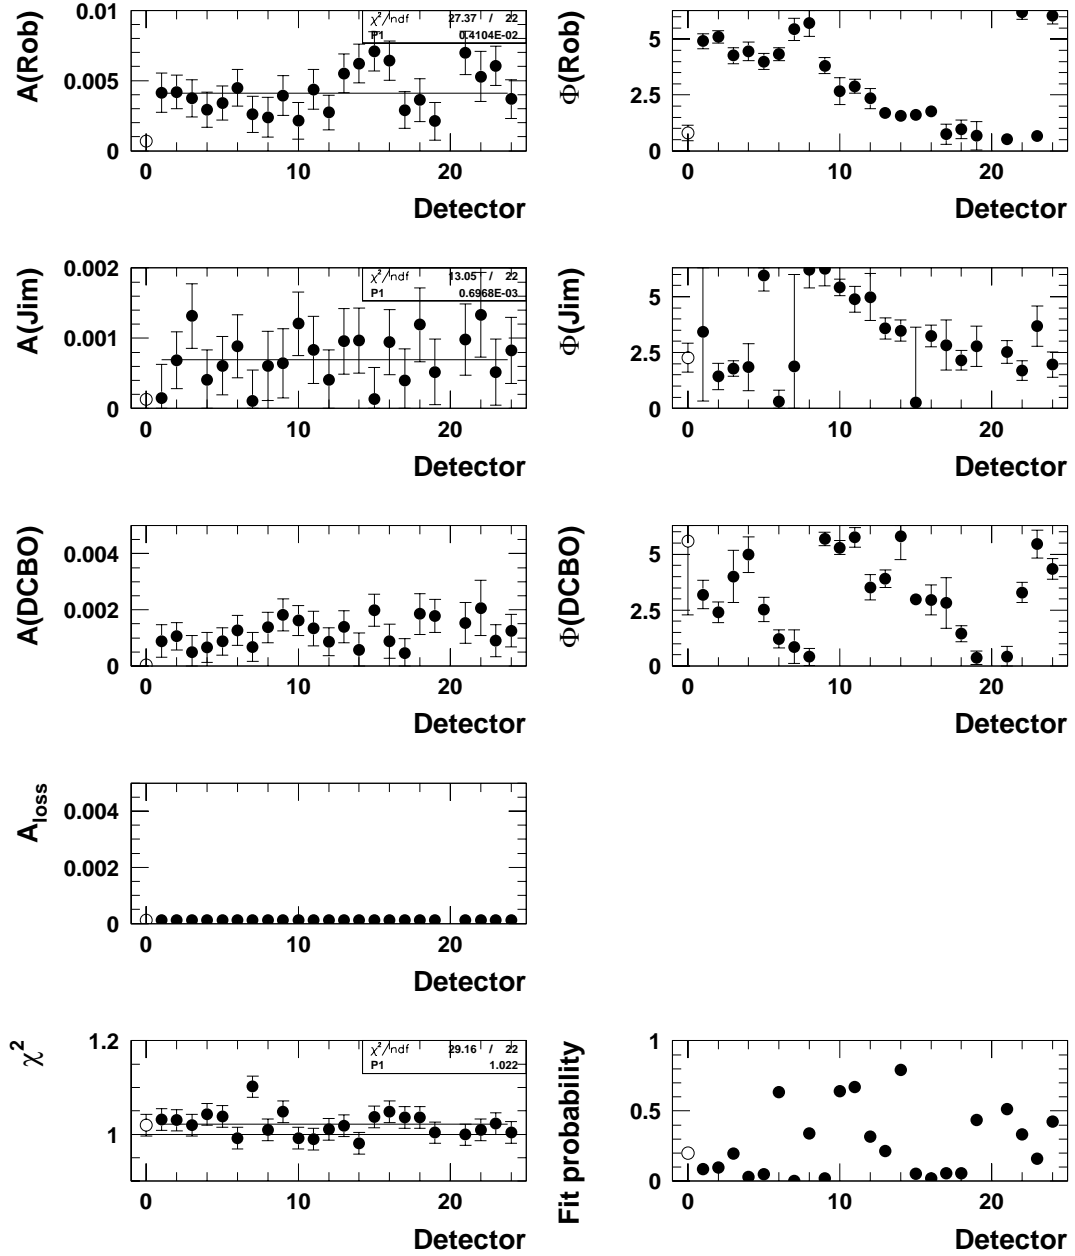 A(Rob)
0.01
0.005
0
χ²/ndf 27.37 / 22
P1 0.4104E-02
0 10 20
Detector
Φ(Rob)
5
2.5
0
0 10 20
Detector
A(Jim)
0.002
0.001
0
χ²/ndf 13.05 / 22
P1 0.6968E-03
0 10 20
Detector
Φ(Jim)
5
2.5
0
0 10 20
Detector
A(DCBO)
0.004
0.002
0
0 10 20
Detector
Φ(DCBO)
5
2.5
0
0 10 20
Detector
A_loss
0.004
0.002
0
0 10 20
Detector
χ²
1.2
1
χ²/ndf 29.16 / 22
P1 1.022
0 10 20
Detector
Fit probability
1
0.5
0
0 10 20
Detector